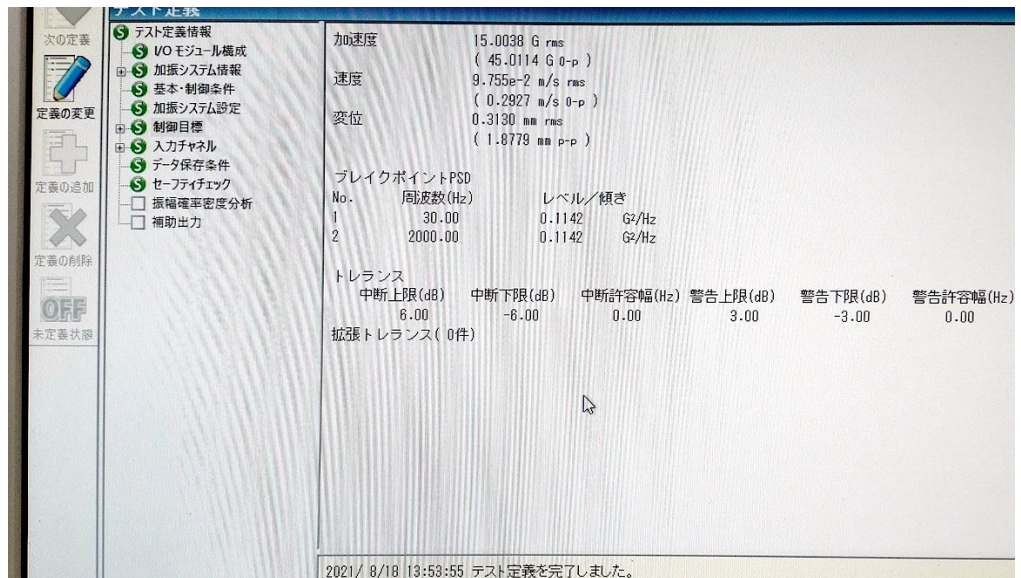 テスト定義
次の定義
定義の変更
定義の追加
定義の削除
OFF
未定義状態
テスト定義情報
I/O モジュール構成
加振システム情報
基本・制御条件
加振システム設定
制御目標
入力チャネル
データ保存条件
セーフティチェック
振幅確率密度分析
補助出力
加速度 15.0038 G rms
( 45.0114 G 0-p )
速度 9.755e-2 m/s rms
( 0.2927 m/s 0-p )
変位 0.3130 mm rms
( 1.8779 mm p-p )
ブレイクポイントPSD
No. 周波数(Hz) レベル/傾き
1 30.00 0.1142 G²/Hz
2 2000.00 0.1142 G²/Hz
トレランス
中断上限(dB) 中断下限(dB) 中断許容幅(Hz) 警告上限(dB) 警告下限(dB) 警告許容幅(Hz)
6.00 -6.00 0.00 3.00 -3.00 0.00
拡張トレランス( 0件)
2021/ 8/18 13:53:55 テスト定義を完了しました。